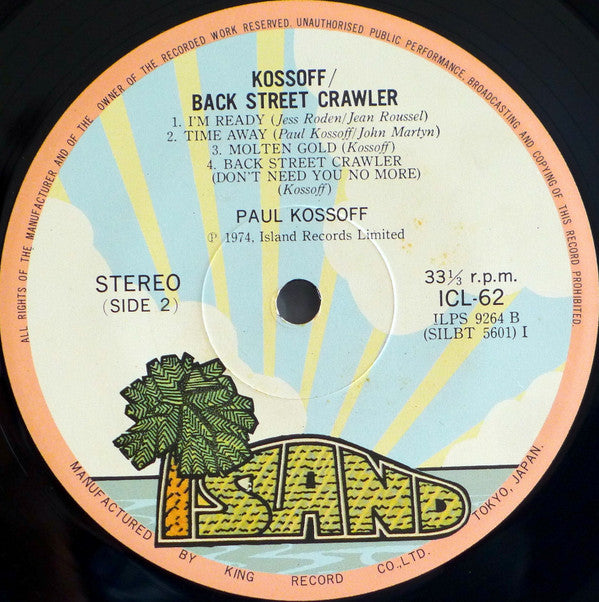 ALL RIGHTS OF THE MANUFACTURER AND OF THE OWNER OF THE RECORDED WORK RESERVED. UNAUTHORISED PUBLIC PERFORMANCE, BROADCASTING AND COPYING OF THIS RECORD PROHIBITED.
KOSSOFF/
BACK STREET CRAWLER
1. I'M READY (Jess Roden/Jean Roussel)
2. TIME AWAY (Paul Kossoff/John Martyn)
3. MOLTEN GOLD (Kossoff)
4. BACK STREET CRAWLER
(DON'T NEED YOU NO MORE)
(Kossoff)
PAUL KOSSOFF
Ⓟ 1974, Island Records Limited
STEREO
(SIDE 2)
33⅓ r.p.m.
ICL-62
ILPS 9264 B
(SILBT 5601) I
ISLAND
MANUFACTURED BY KING RECORD CO.,LTD. TOKYO, JAPAN.